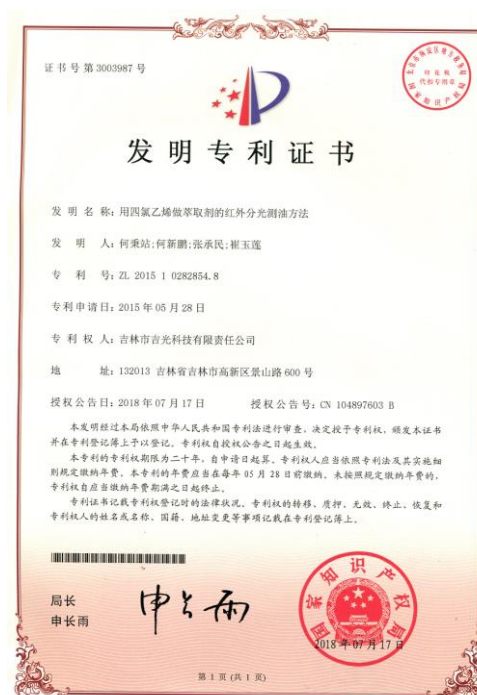 证书号第3003987号
发明专利证书
发明名称：用四氯乙烯做萃取剂的红外分光测油方法
发明人：何秉站;何新鹏;张承民;崔玉莲
专利号：ZL 2015 1 0282854.8
专利申请日：2015年05月28日
专利权人：吉林市吉光科技有限责任公司
地址：132013 吉林省吉林市高新区景山路600号
授权公告日：2018年07月17日 授权公告号：CN 104897603 B
本发明经过本局依照中华人民共和国专利法进行审查，决定授予专利权，颁发本证书
并在专利登记簿上予以登记。专利权自授权公告之日起生效。
本专利的专利权期限为二十年，自申请日起算。专利权人应当依照专利法及其实施细
则规定缴纳年费。本专利的年费应当在每年05月28日前缴纳。未按照规定缴纳年费的，
专利权自应当缴纳年费期满之日起终止。
专利证书记载专利权登记时的法律状况。专利权的转移、质押、无效、终止、恢复和
专利权人的姓名或名称、国籍、地址变更等事项记载在专利登记簿上。
局长
申长雨
申长雨
国家知识产权局
2018年07月17日
第1页(共1页)